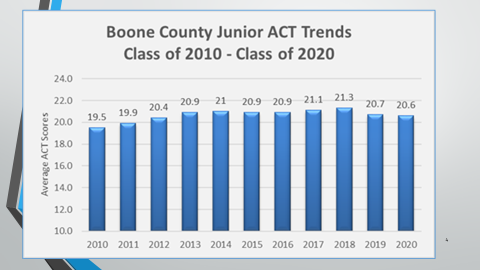 Boone County Junior ACT Trends
Class of 2010 - Class of 2020
Average ACT Scores
24.0
22.0
20.0
18.0
16.0
14.0
12.0
10.0
19.5 19.9 20.4 20.9 21 20.9 20.9 21.1 21.3 20.7 20.6
2010 2011 2012 2013 2014 2015 2016 2017 2018 2019 2020